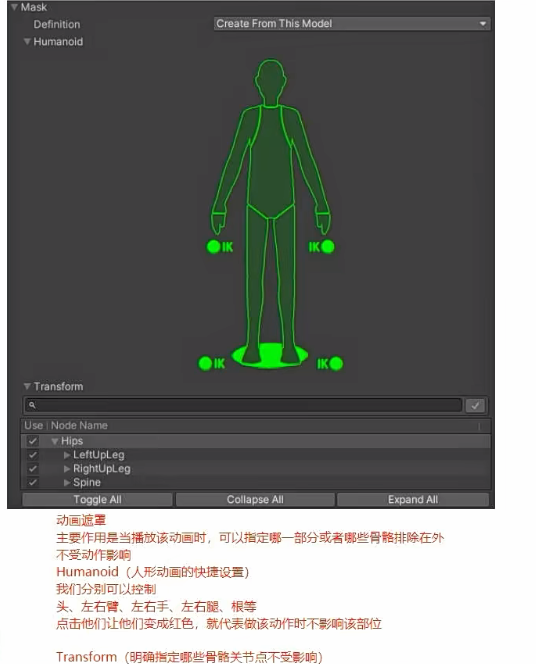 Mask
Definition Create From This Model
Humanoid
IK IK
IK IK
Transform
Use Node Name
Hips
LeftUpLeg
RightUpLeg
Spine
Toggle All Collapse All Expand All
动画遮罩
主要作用是当播放该动画时，可以指定哪一部分或者哪些骨骼排除在外
不受动作影响
Humanoid（人形动画的快捷设置）
我们分别可以控制
头、左右臂、左右手、左右腿、根等
点击他们让他们变成红色，就代表做该动作时不影响该部位
Transform（明确指定哪些骨骼关节点不受影响）